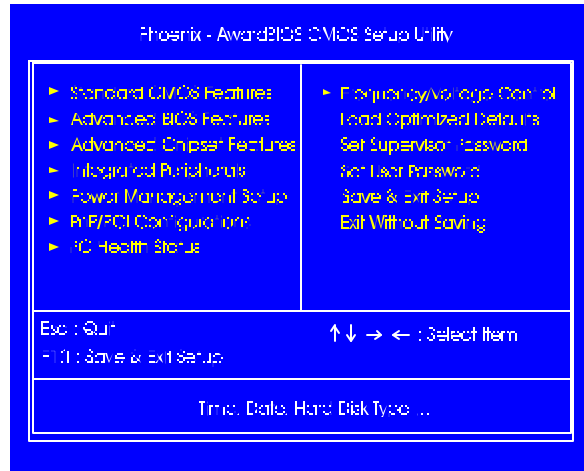 Phoenix - AwardBIOS CMOS Setup Utility
► Standard CMOS Features
► Advanced BIOS Features
► Advanced Chipset Features
► Integrated Peripherals
► Power Management Setup
► PnP/PCI Configurations
► PC Health Status
► Frequency/Voltage Control
Load Optimized Defaults
Set Supervisor Password
Set User Password
Save & Exit Setup
Exit Without Saving
Esc : Quit
F10 : Save & Exit Setup
↑↓ → ← : Select Item
Time, Date, Hard Disk Type ...